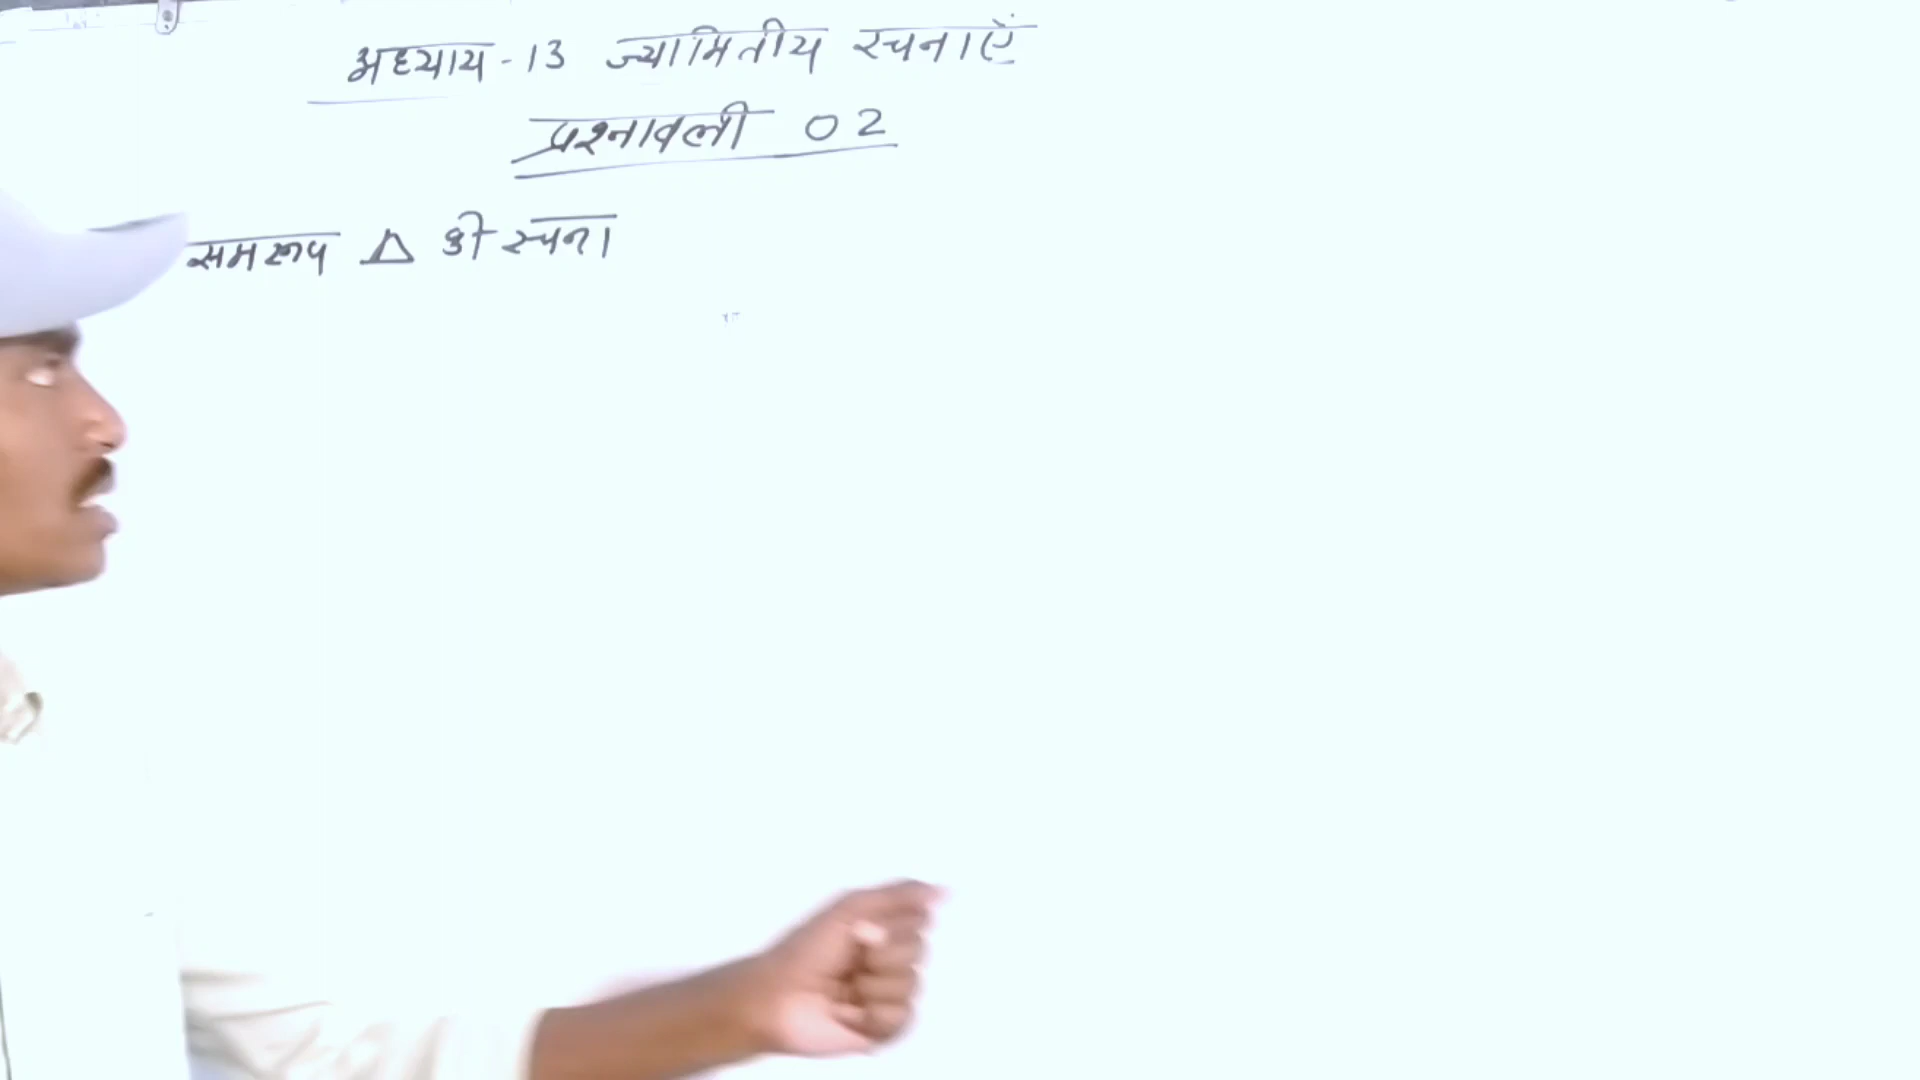 अध्याय-13 ज्यामितीय रचनाएँ
प्रश्नावली 02
समरूप Δ की रचना